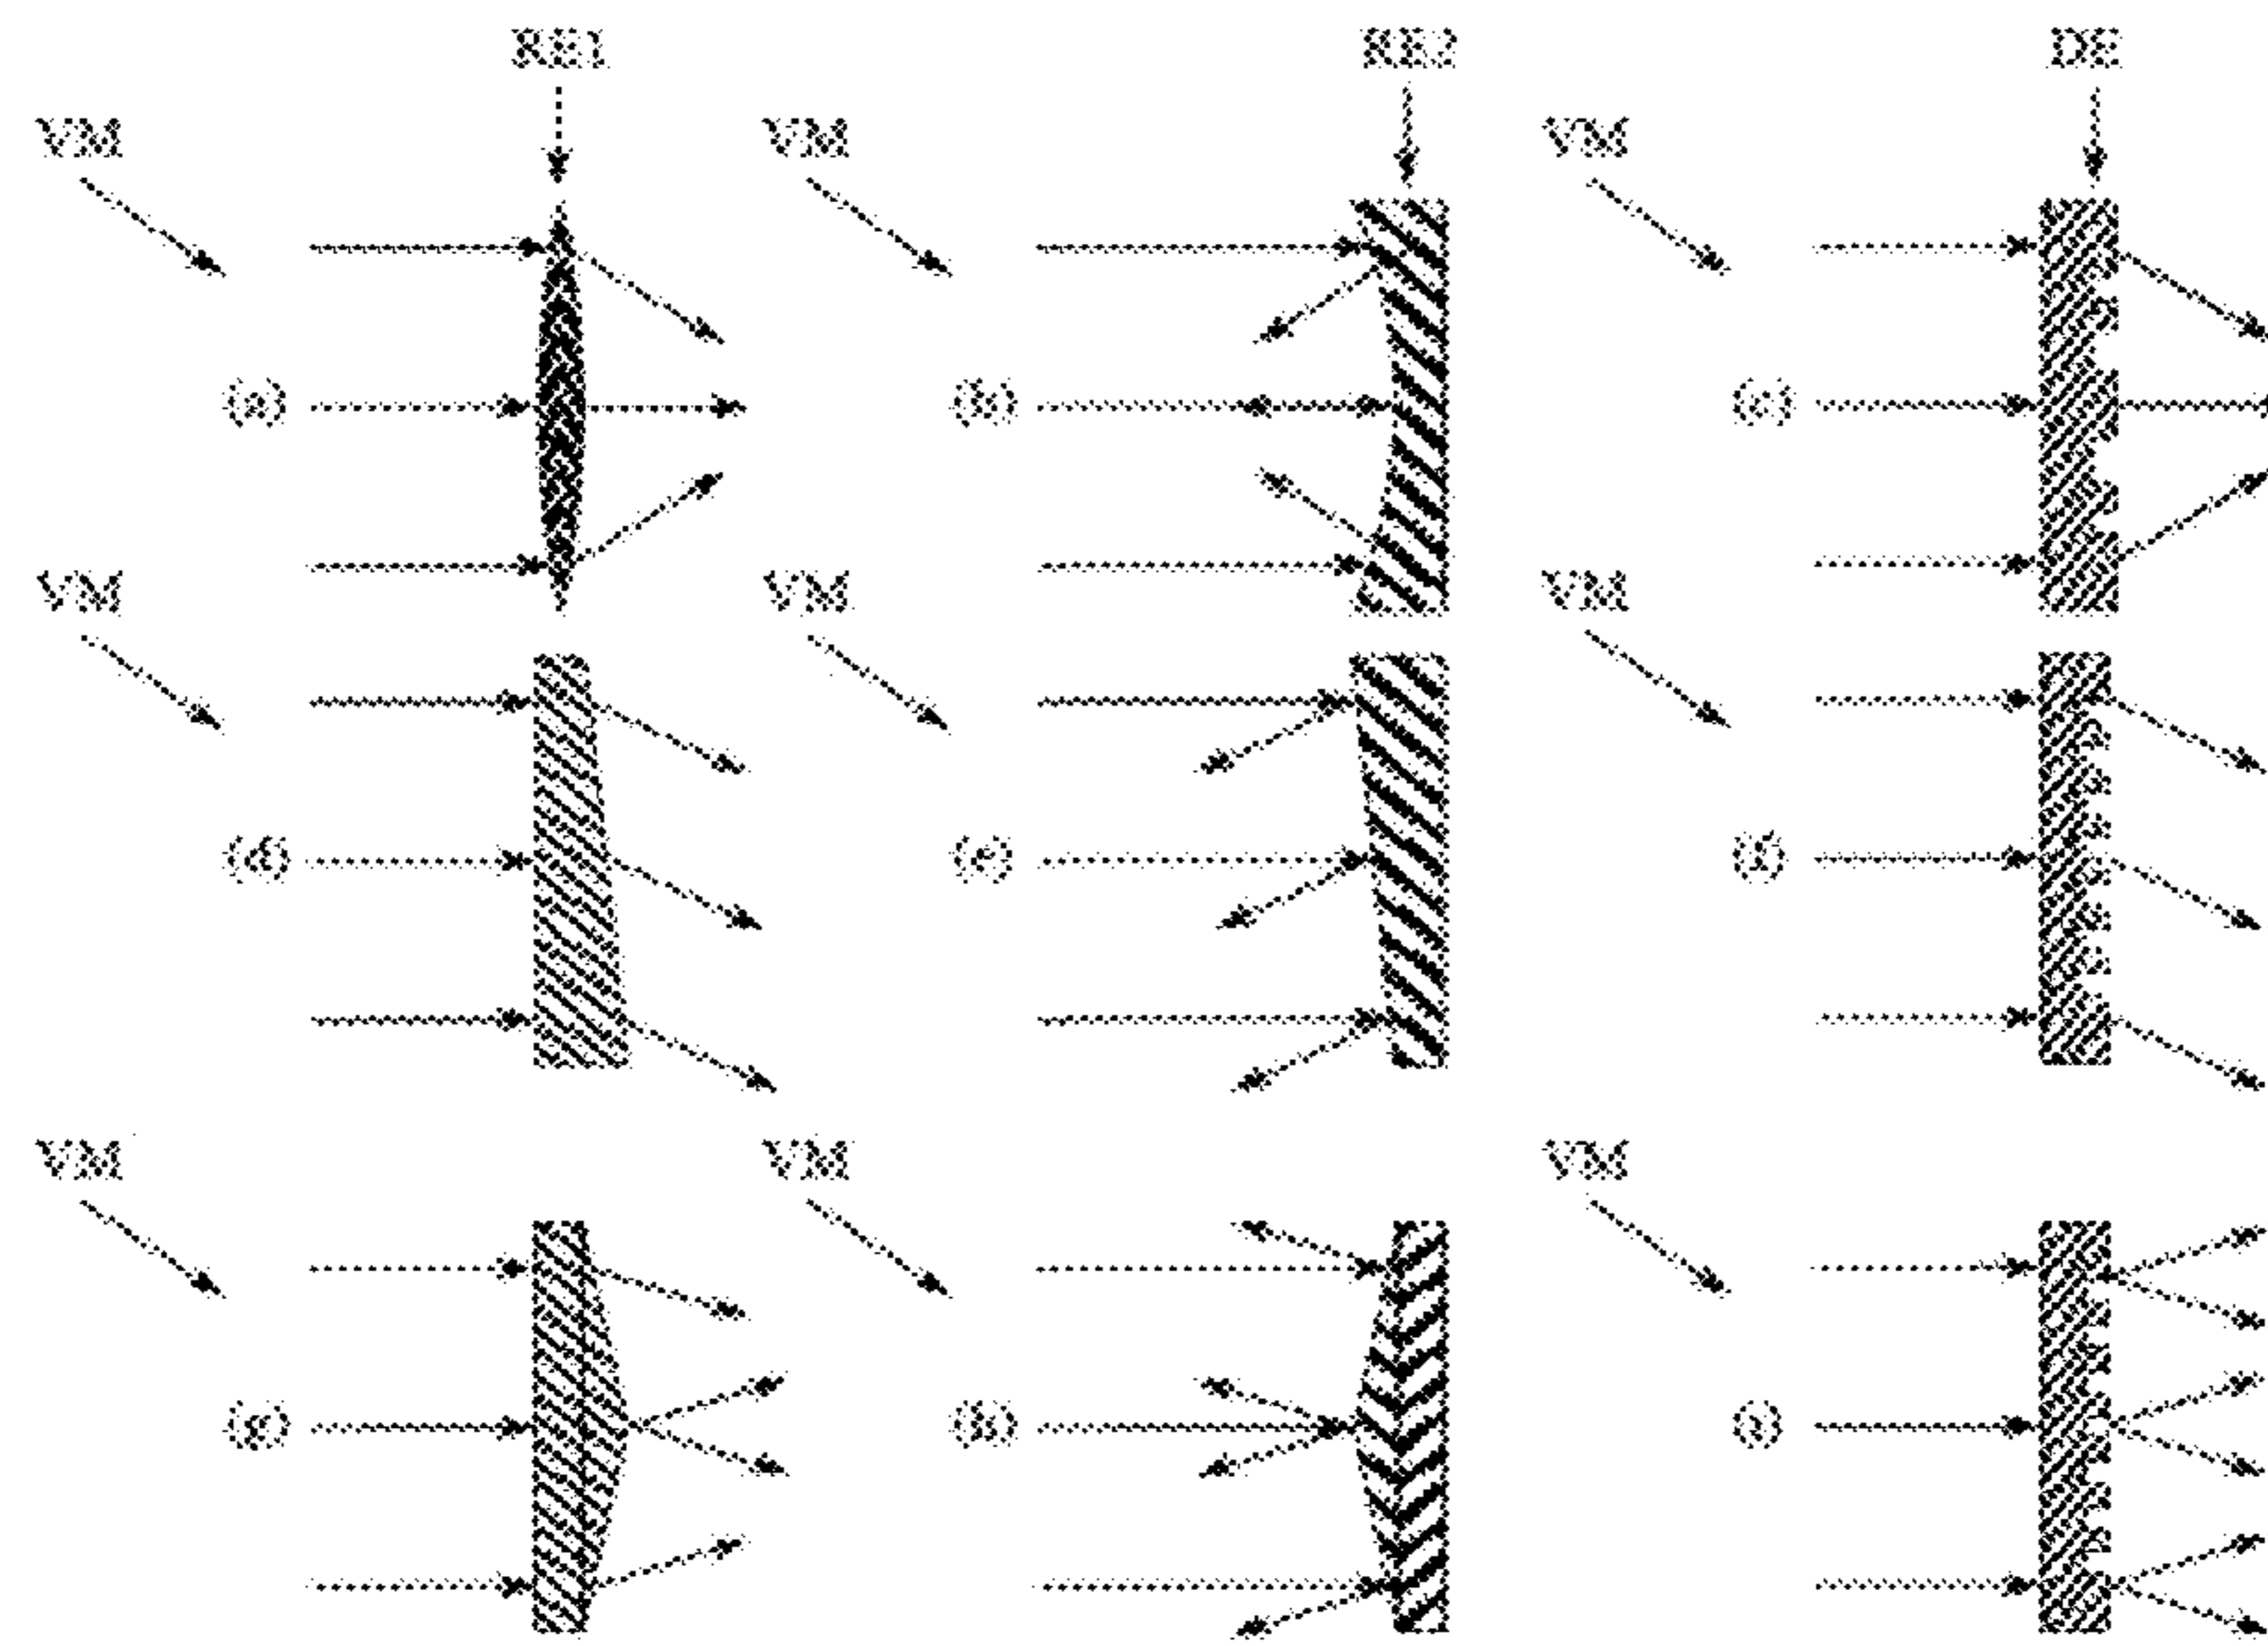 RE1 RE2 DE
VM VM VM
(a) (b) (c)
VM VM VM
(d) (e) (f)
VM VM VM
(g) (h) (i)